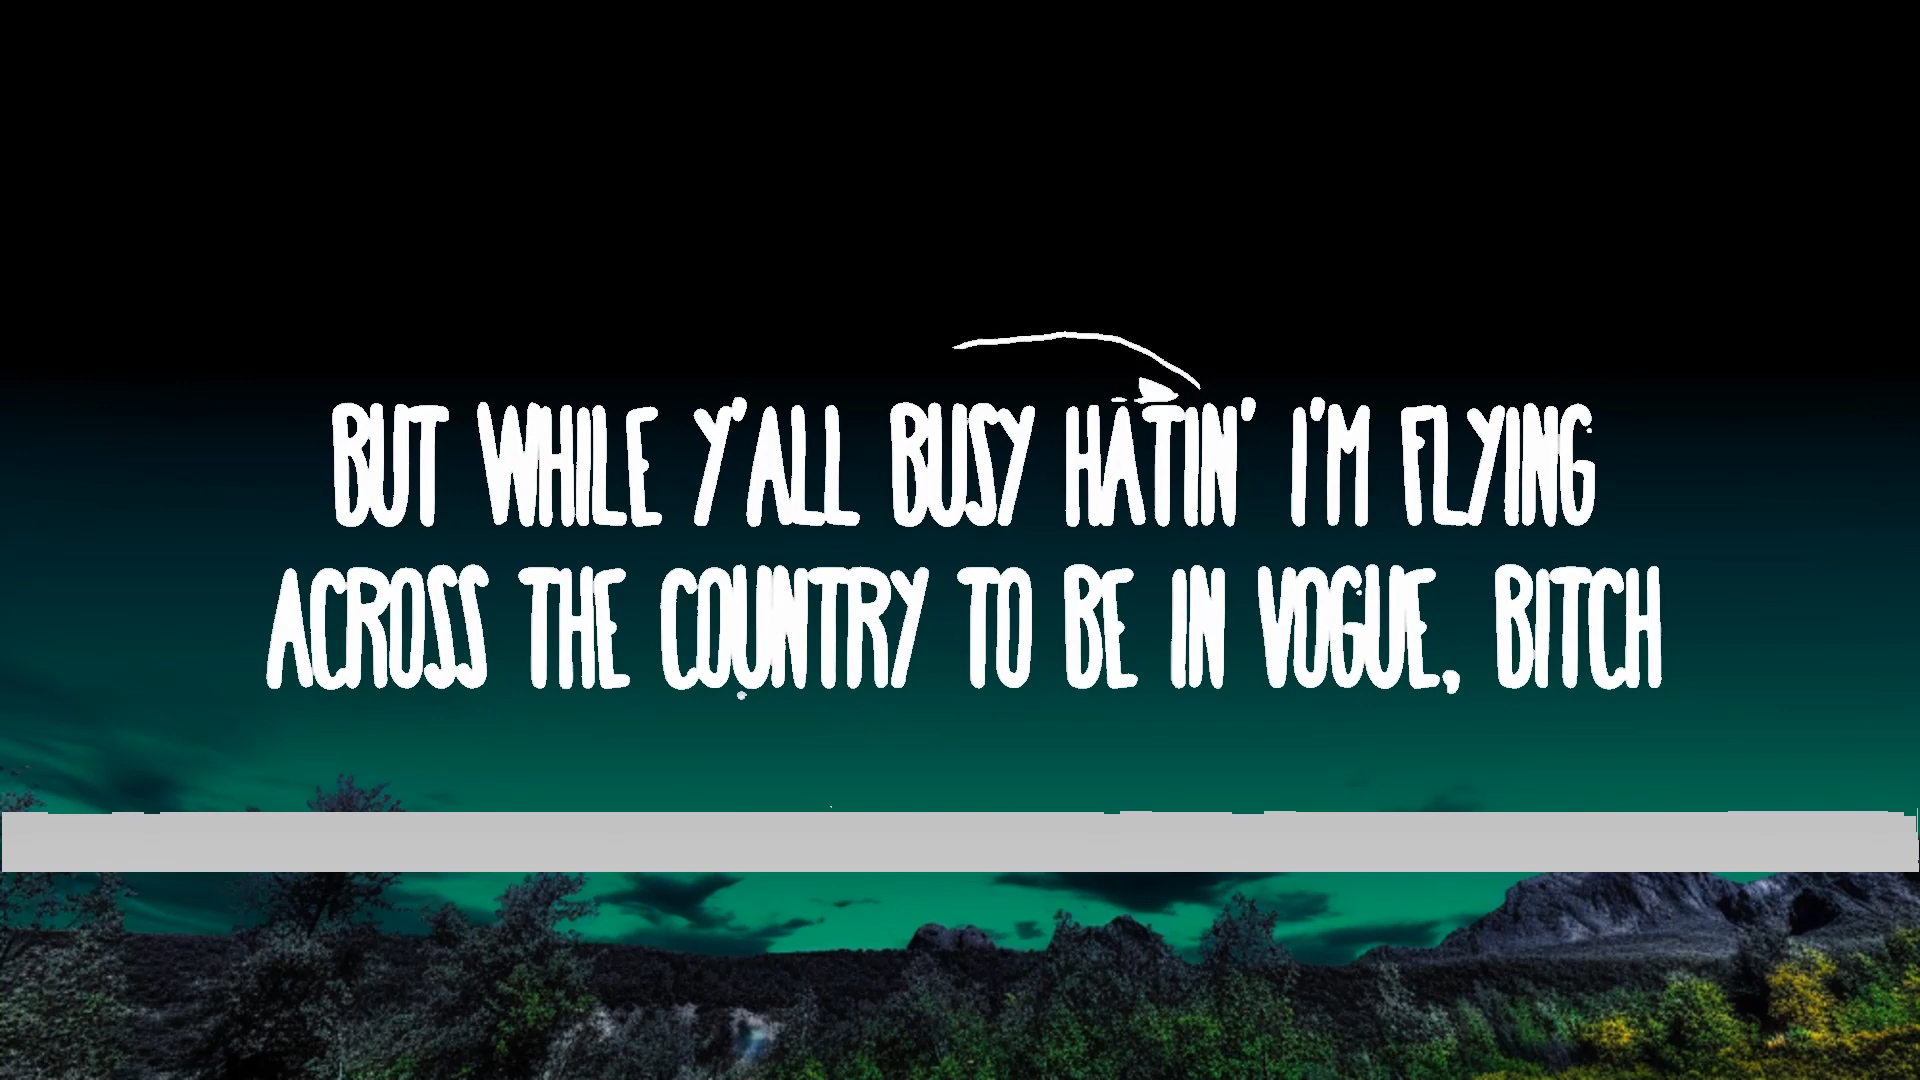 BUT WHILE Y'ALL BUSY HATIN' I'M FLYING
ACROSS THE COUNTRY TO BE IN VOGUE, BITCH